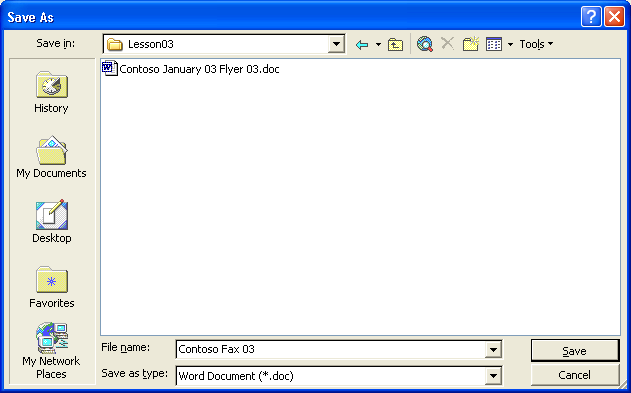 Save As
Save in: Lesson03 Tools
Contoso January 03 Flyer 03.doc
History
My Documents
Desktop
Favorites
My Network
Places
File name: Contoso Fax 03 Save
Save as type: Word Document (*.doc) Cancel